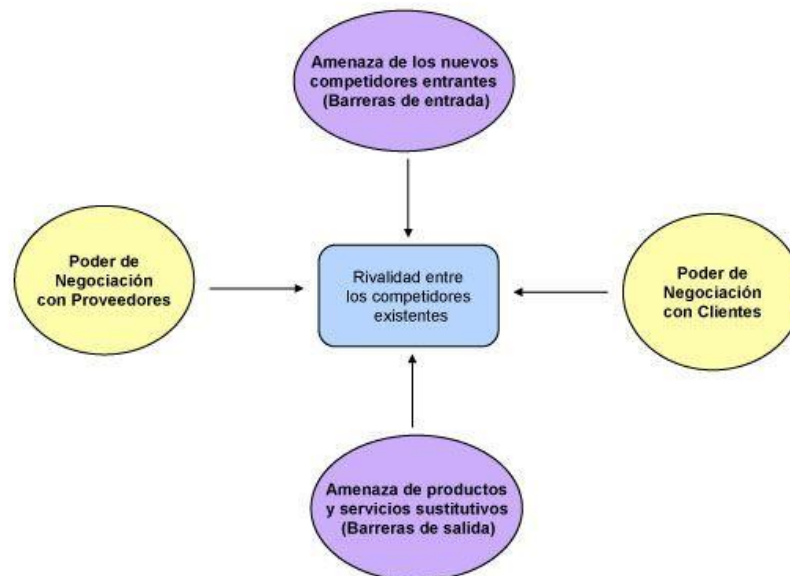 Amenaza de los nuevos
competidores entrantes
(Barreras de entrada)
Poder de
Negociación
con Proveedores
Rivalidad entre
los competidores
existentes
Poder de
Negociación
con Clientes
Amenaza de productos
y servicios sustitutivos
(Barreras de salida)